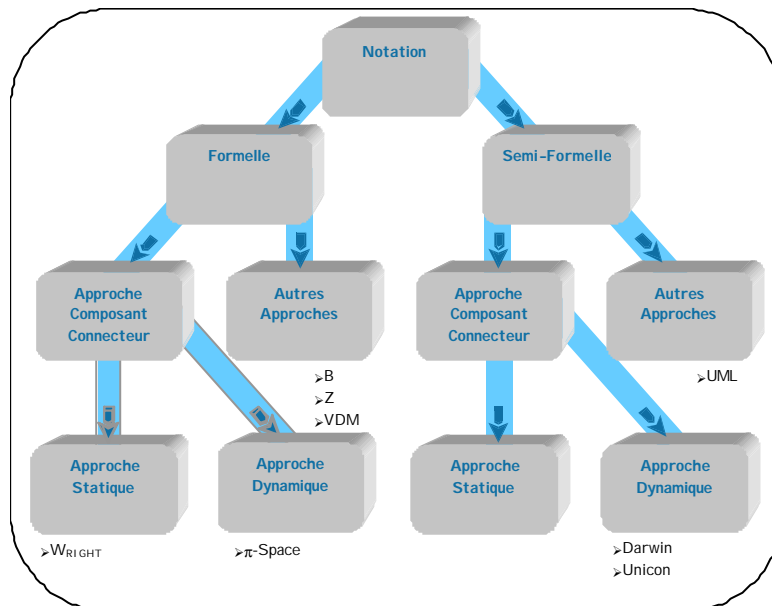 Notation
Formelle
Semi-Formelle
Approche
Composant
Connecteur
Autres
Approches
Approche
Composant
Connecteur
Autres
Approches
➢B
➢Z
➢VDM
➢UML
Approche
Statique
Approche
Dynamique
Approche
Statique
Approche
Dynamique
➢WRIGHT
➢π-Space
➢Darwin
➢Unicon